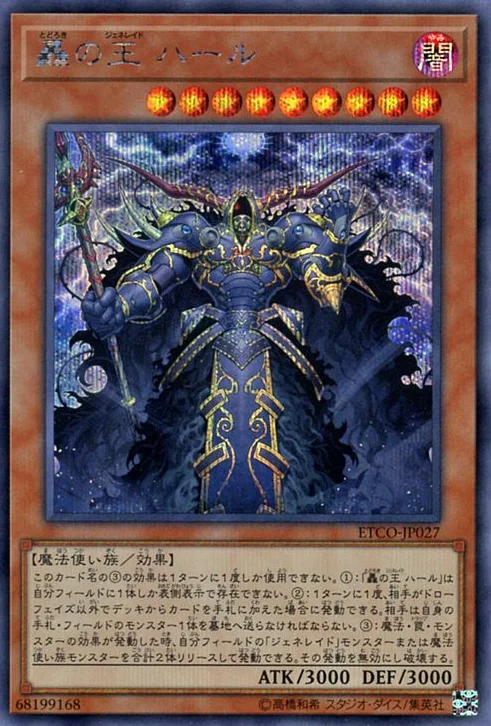 とどろき ジェネレイド
轟の王 ハール
闇
ETCO-JP027
【魔法使い族／効果】
このカード名の③の効果は１ターンに１度しか使用できない。①：「轟の王 ハール」は
自分フィールドに１体しか表側表示で存在できない。②：１ターンに１度、相手がドロー
フェイズ以外でデッキからカードを手札に加えた場合に発動できる。相手は自身の
手札・フィールドのモンスター１体を墓地へ送らなければならない。③：魔法・罠・モン
スターの効果が発動した時、自分フィールドの「ジェネレイド」モンスターまたは魔法
使い族モンスターを合計２体リリースして発動できる。その発動を無効にし破壊する。
ATK/3000 DEF/3000
68199168
©高橋和希 スタジオ・ダイス/集英社